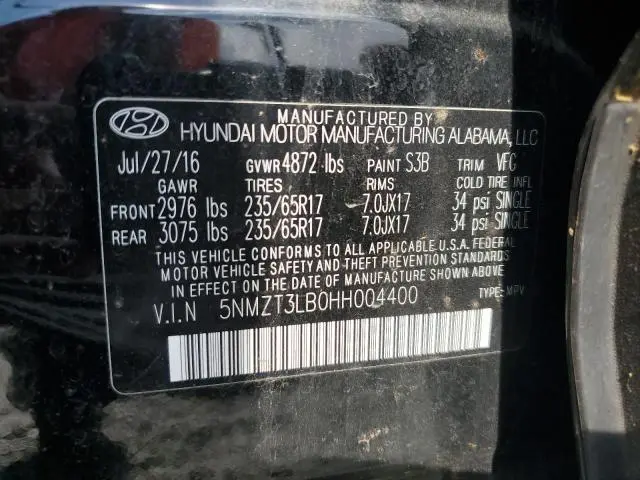 MANUFACTURED BY
HYUNDAI MOTOR MANUFACTURING ALABAMA, LLC
Jul/27/16 GVWR 4872 lbs PAINT S3B TRIM VFG
GAWR TIRES RIMS COLD TIRE INFL
FRONT 2976 lbs 235/65R17 7.0JX17 34 psi SINGLE
REAR 3075 lbs 235/65R17 7.0JX17 34 psi SINGLE
THIS VEHICLE CONFORMS TO ALL APPLICABLE U.S.A. FEDERAL
MOTOR VEHICLE SAFETY AND THEFT PREVENTION STANDARDS
IN EFFECT ON THE DATE OF MANUFACTURE SHOWN ABOVE.
V.I.N 5NMZT3LB0HH004400 TYPE:MPV